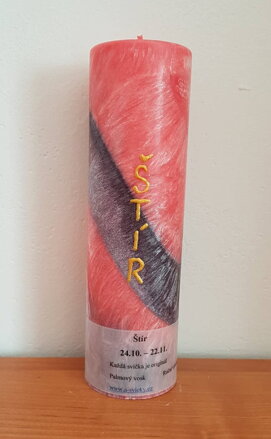 ŠTÍR
Štír
24.10. – 22.11.
Každá svíčka je originál
Palmový vosk